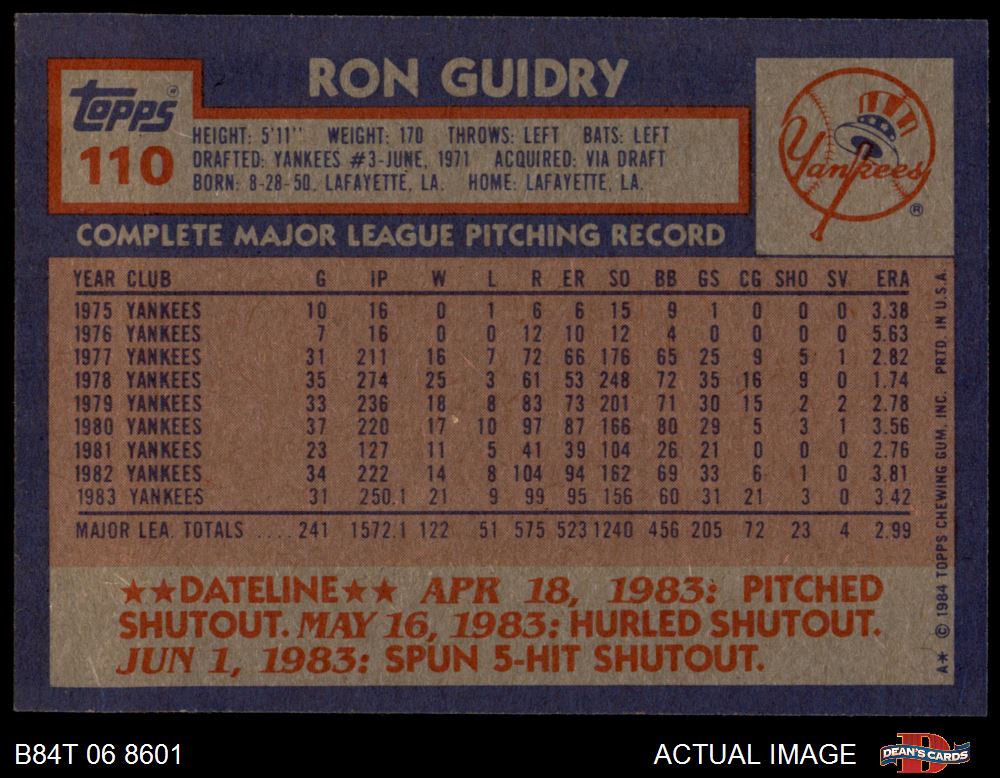 RON GUIDRY
Topps®
110
HEIGHT: 5'11" WEIGHT: 170 THROWS: LEFT BATS: LEFT
DRAFTED: YANKEES #3-JUNE, 1971 ACQUIRED: VIA DRAFT
BORN: 8-28-50, LAFAYETTE, LA. HOME: LAFAYETTE, LA.
Yankees
®
COMPLETE MAJOR LEAGUE PITCHING RECORD
YEAR CLUB G IP W L R ER SO BB GS CG SHO SV ERA
1975 YANKEES 10 16 0 1 6 6 15 9 1 0 0 0 3.38
1976 YANKEES 7 16 0 0 12 10 12 4 0 0 0 0 5.63
1977 YANKEES 31 211 16 7 72 66 176 65 25 9 5 1 2.82
1978 YANKEES 35 274 25 3 61 53 248 72 35 16 9 0 1.74
1979 YANKEES 33 236 18 8 83 73 201 71 30 15 2 2 2.78
1980 YANKEES 37 220 17 10 97 87 166 80 29 5 3 1 3.56
1981 YANKEES 23 127 11 5 41 39 104 26 21 0 0 0 2.76
1982 YANKEES 34 222 14 8 104 94 162 69 33 6 1 0 3.81
1983 YANKEES 31 250.1 21 9 99 95 156 60 31 21 3 0 3.42
MAJOR LEA. TOTALS .... 241 1572.1 122 51 575 523 1240 456 205 72 23 4 2.99
★★DATELINE★★ APR 18, 1983: PITCHED
SHUTOUT. MAY 16, 1983: HURLED SHUTOUT.
JUN 1, 1983: SPUN 5-HIT SHUTOUT.
A* © 1984 TOPPS CHEWING GUM, INC. PRTD. IN U.S.A.
B84T 06 8601
ACTUAL IMAGE
DEAN'S CARDS